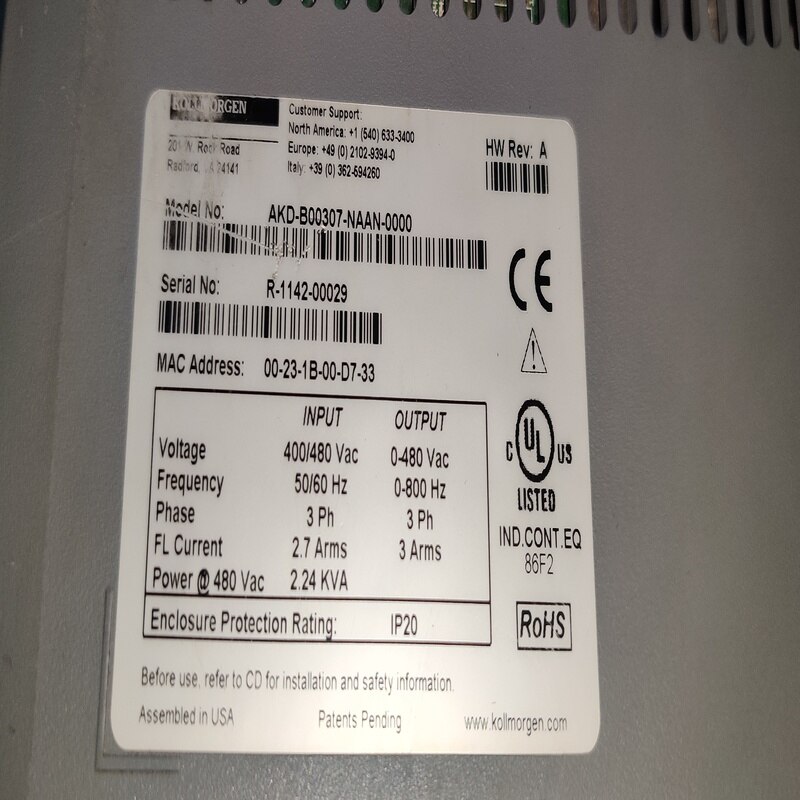 KOLLMORGEN
Customer Support:
North America: +1 (540) 633-3400
Europe: +49 (0) 2102-9394-0
Italy: +39 (0) 362-594260
Rock Road
24141
HW Rev: A
Model No: AKD-B00307-NAAN-0000
Serial No: R-1142-00029
MAC Address: 00-23-1B-00-D7-33
INPUT OUTPUT
Voltage 400/480 Vac 0-480 Vac
Frequency 50/60 Hz 0-800 Hz
Phase 3 Ph 3 Ph
FL Current 2.7 Arms 3 Arms
Power @ 480 Vac 2.24 KVA
Enclosure Protection Rating: IP20
CE
C UL US
LISTED
IND.CONT.EQ
86F2
RoHS
Before use, refer to CD for installation and safety information.
Assembled in USA Patents Pending www.kollmorgen.com